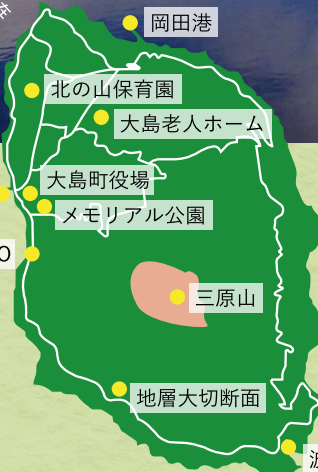 岡田港
北の山保育園
大島老人ホーム
大島町役場
メモリアル公園
三原山
地層大切断面